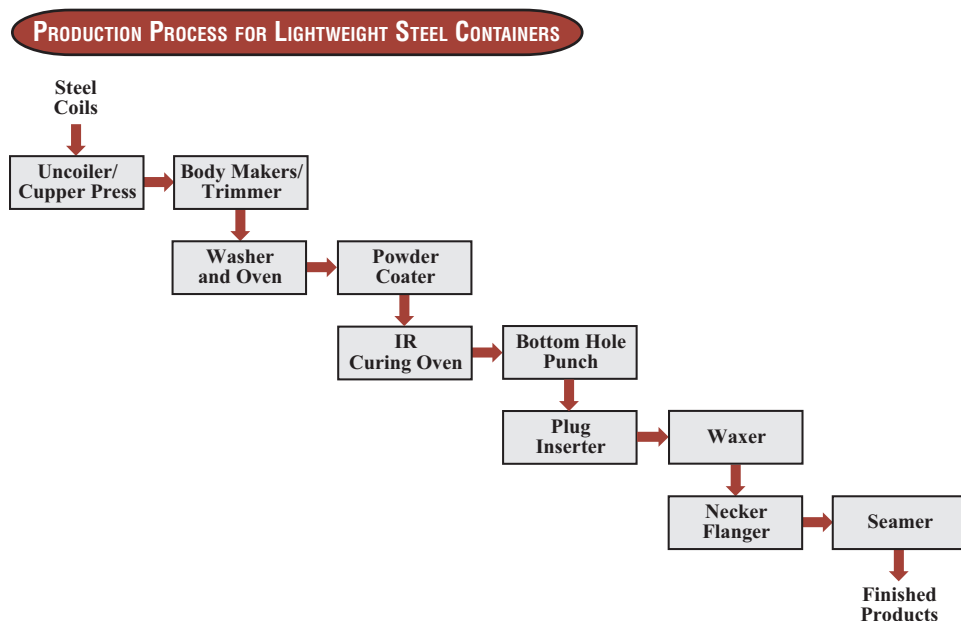 PRODUCTION PROCESS FOR LIGHTWEIGHT STEEL CONTAINERS
Steel
Coils
Uncoiler/
Cupper Press
Body Makers/
Trimmer
Washer
and Oven
Powder
Coater
IR
Curing Oven
Bottom Hole
Punch
Plug
Inserter
Waxer
Necker
Flanger
Seamer
Finished
Products